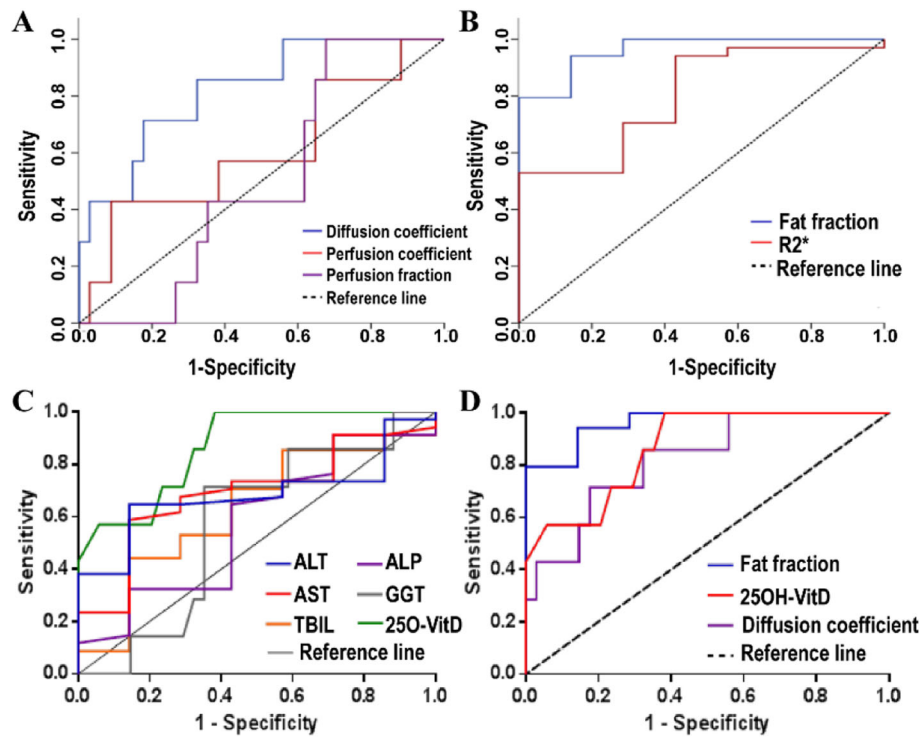 A
Sensitivity
1.0
0.8
0.6
0.4
0.2
0.0
Diffusion coefficient
Perfusion coefficient
Perfusion fraction
Reference line
0.0 0.2 0.4 0.6 0.8 1.0
1-Specificity
B
Sensitivity
1.0
0.8
0.6
0.4
0.2
0.0
Fat fraction
R2*
Reference line
0.0 0.2 0.4 0.6 0.8 1.0
1-Specificity
C
Sensitivity
1.0
0.8
0.6
0.4
0.2
0.0
ALT ALP
AST GGT
TBIL 25O-VitD
Reference line
0.0 0.2 0.4 0.6 0.8 1.0
1 - Specificity
D
Sensitivity
1.0
0.8
0.6
0.4
0.2
0.0
Fat fraction
25OH-VitD
Diffusion coefficient
Reference line
0.0 0.2 0.4 0.6 0.8 1.0
1 - Specificity